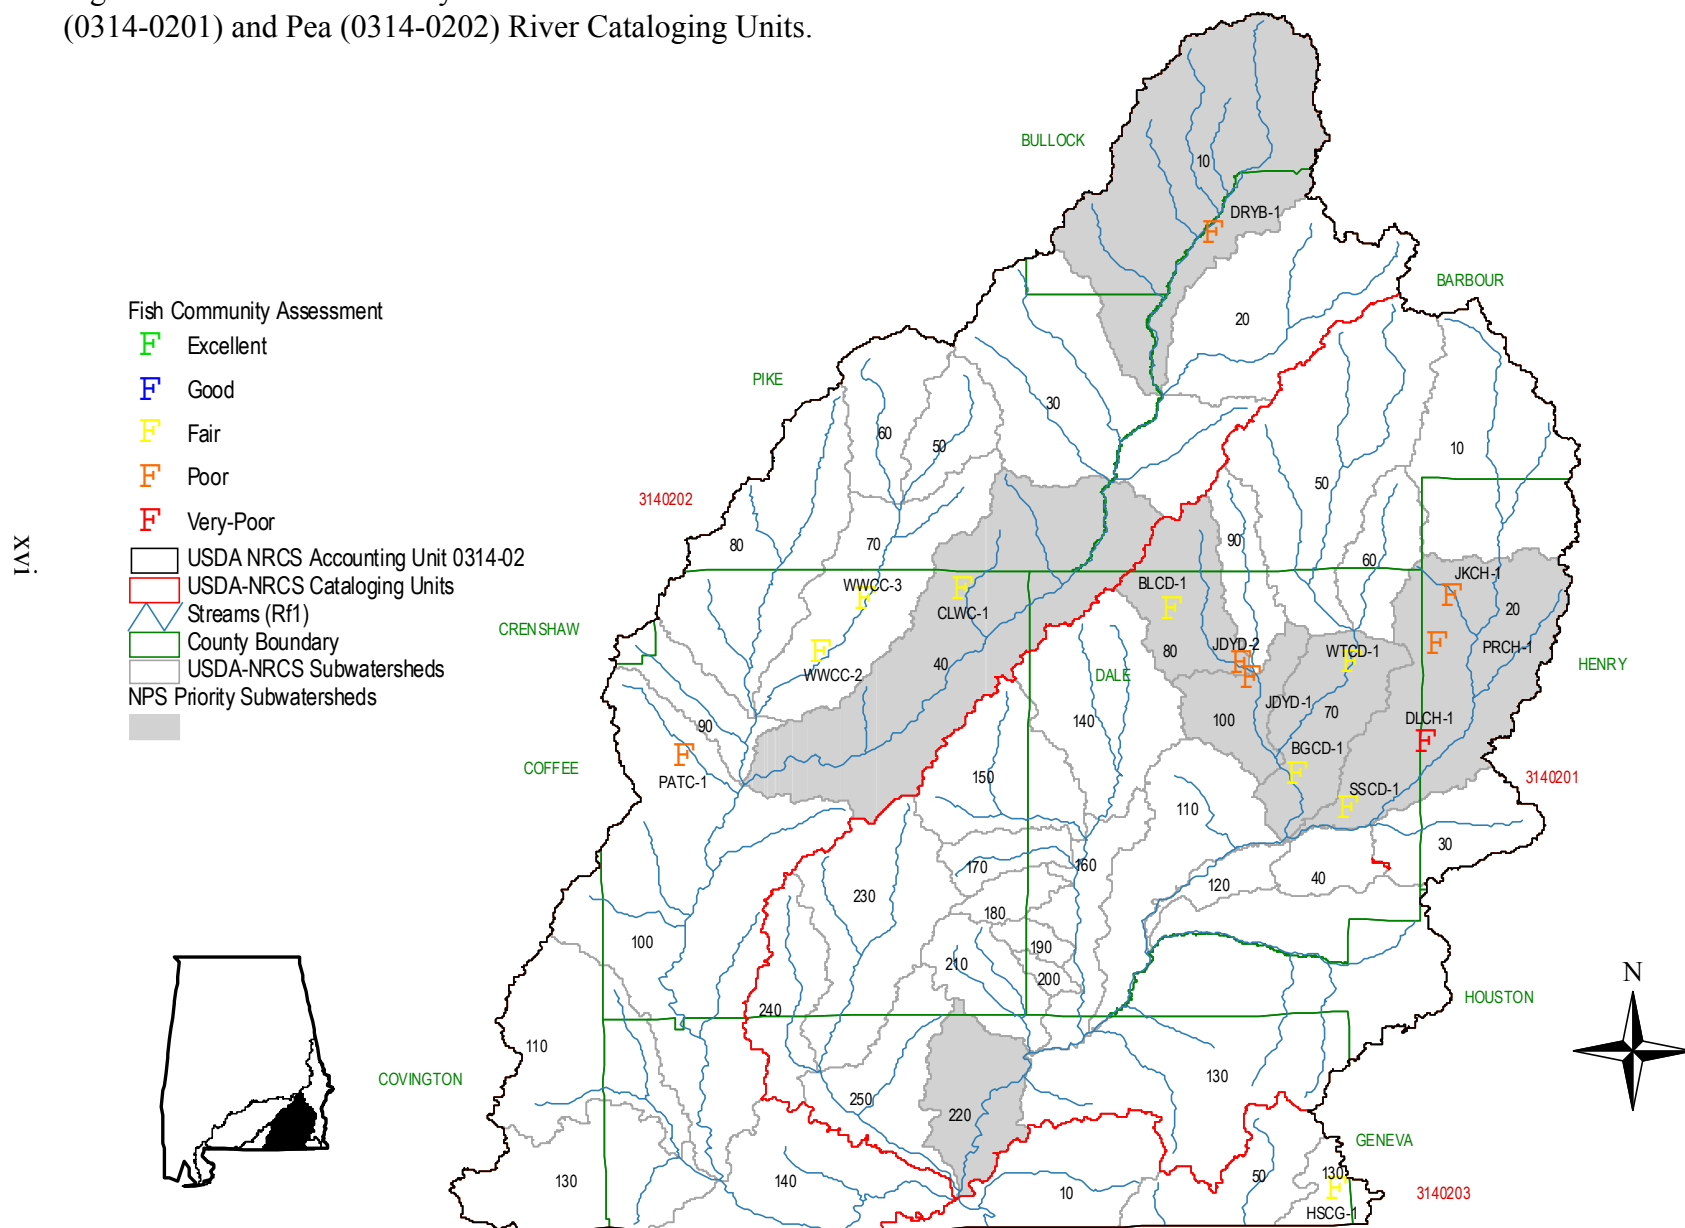 (0314-0201) and Pea (0314-0202) River Cataloging Units.
xvi
Fish Community Assessment
F Excellent
F Good
F Fair
F Poor
F Very-Poor
USDA NRCS Accounting Unit 0314-02
USDA-NRCS Cataloging Units
Streams (Rf1)
County Boundary
USDA-NRCS Subwatersheds
NPS Priority Subwatersheds
BULLOCK
10
DRYB-1
F
BARBOUR
20
PIKE
30
60
50
10
3140202
50
80
70
90
60
WWCC-3
F
CLWC-1
F
BLCD-1
F
JKCH-1
F
20
CRENSHAW
WWCC-2
F
40
80
DALE
JDYD-2
F
F
WTCD-1
F
F
PRCH-1
HENRY
90
140
100
JDYD-1
70
DLCH-1
F
COFFEE
PATC-1
F
150
BGCD-1
F
SSCD-1
F
3140201
110
30
170
160
120
40
230
180
100
190
210
200
N
HOUSTON
240
110
COVINGTON
130
250
220
GENEVA
130
140
10
50
130
F
HSCG-1
3140203